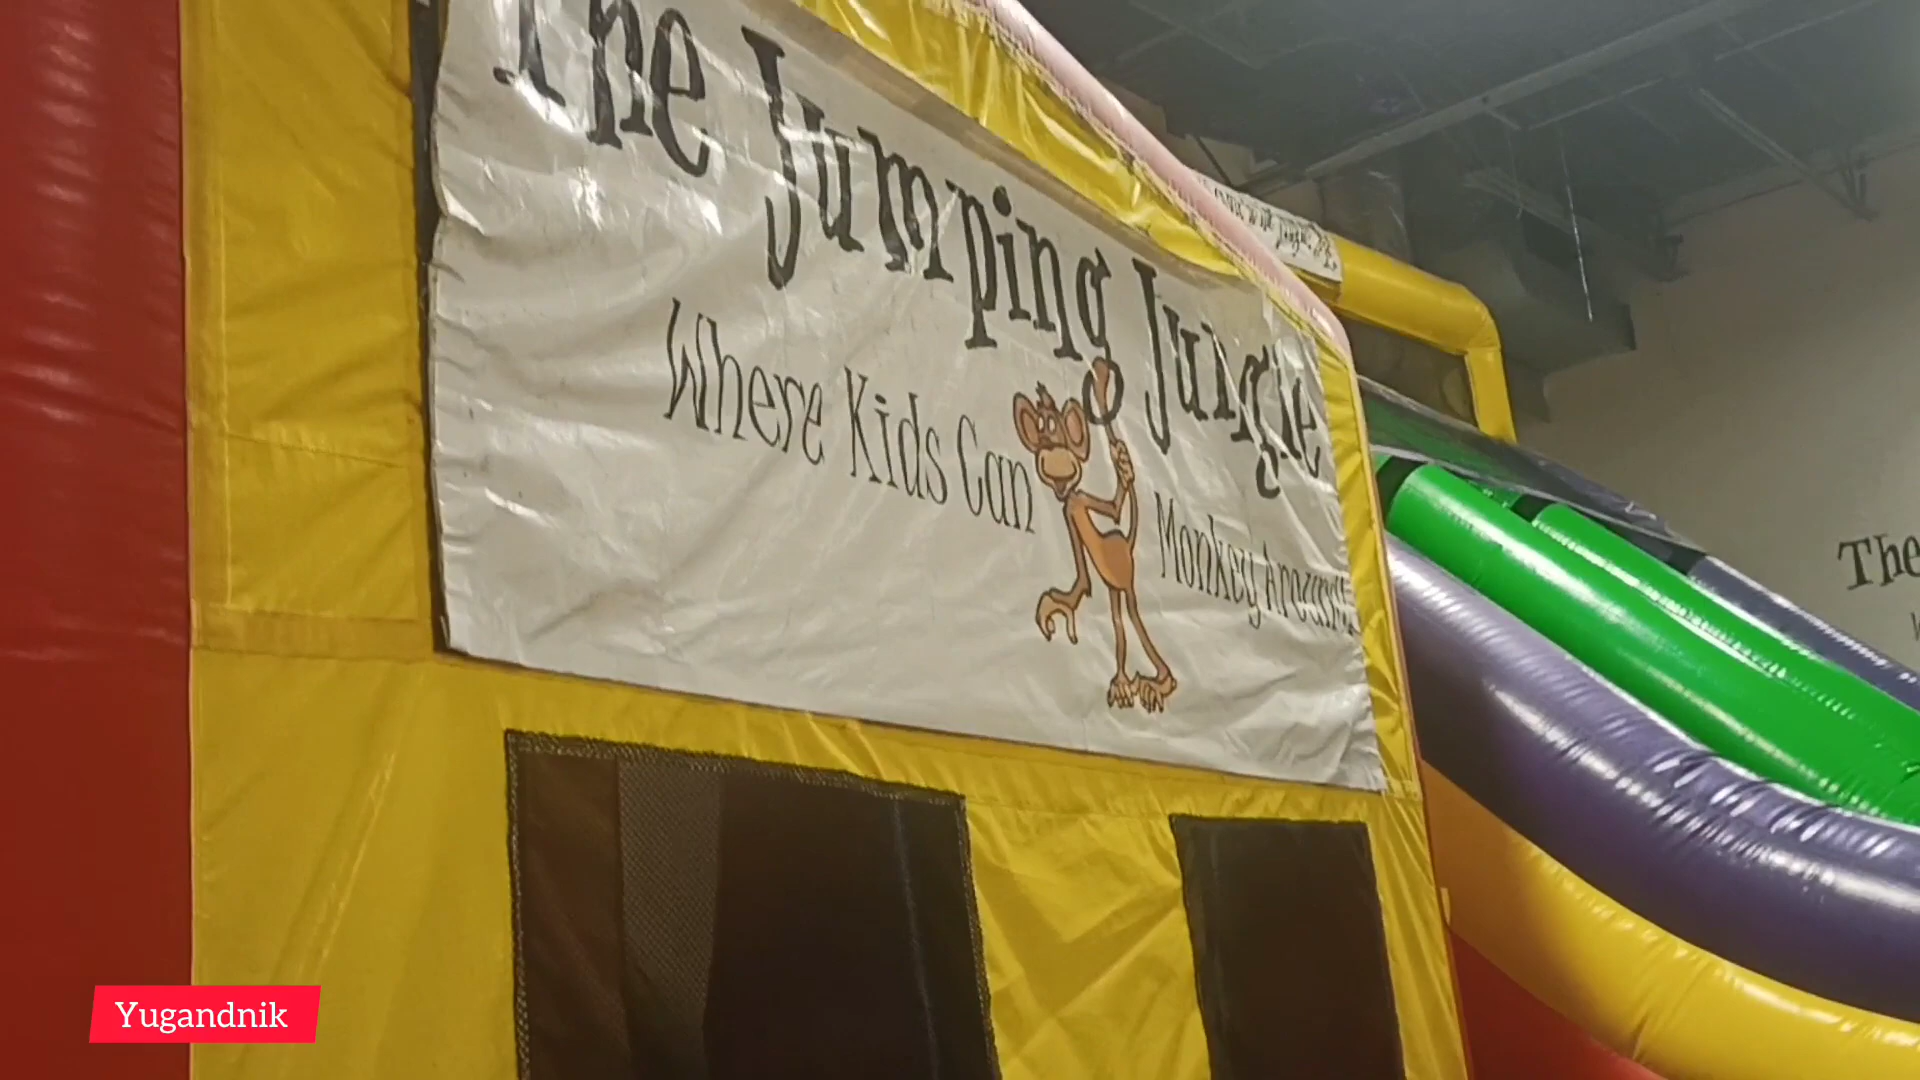 The Jumping Jungle
Where Kids Can Monkey Around!
The
Yugandnik